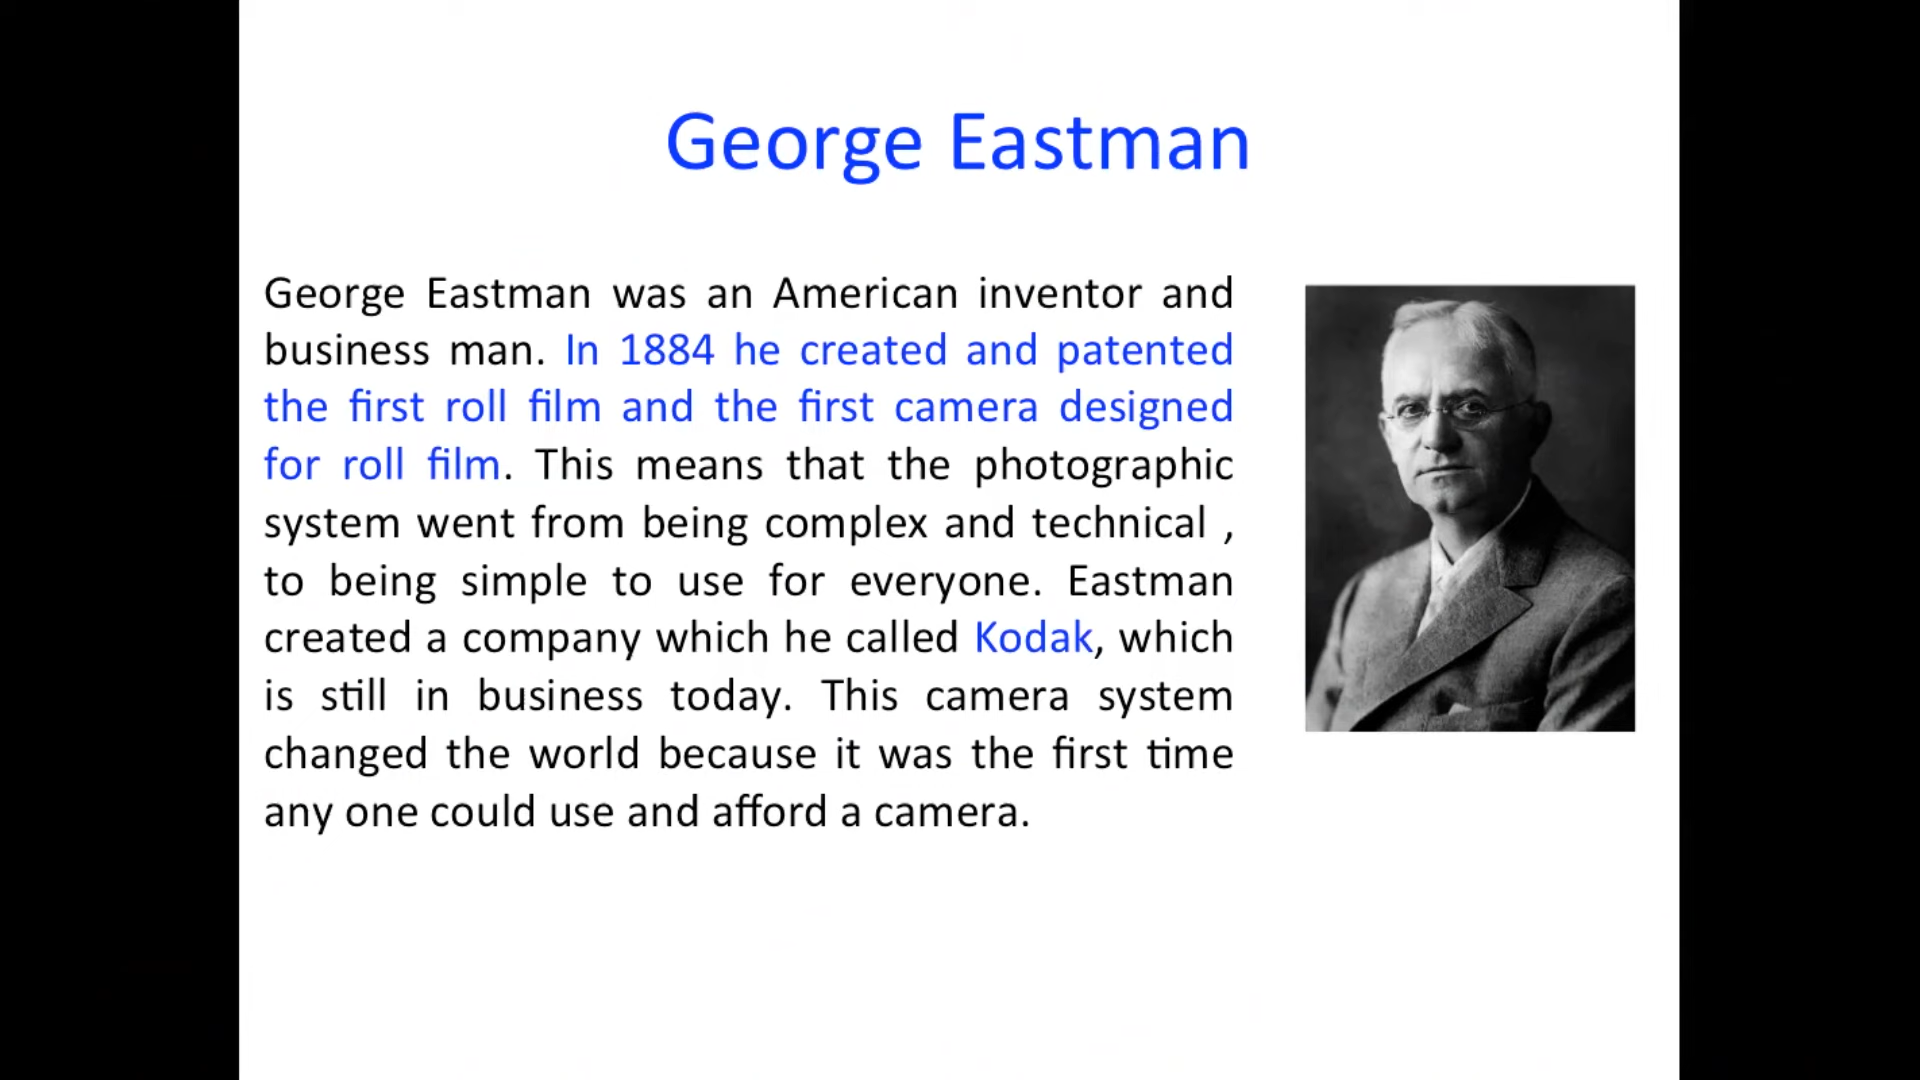 George Eastman
George Eastman was an American inventor and
business man. In 1884 he created and patented
the first roll film and the first camera designed
for roll film. This means that the photographic
system went from being complex and technical ,
to being simple to use for everyone. Eastman
created a company which he called Kodak, which
is still in business today. This camera system
changed the world because it was the first time
any one could use and afford a camera.